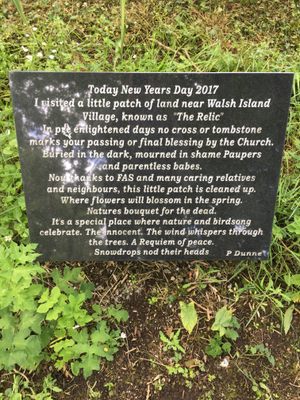 Today New Years Day 2017
I visited a little patch of land near Walsh Island
Village, known as "The Relic"
In pre enlightened days no cross or tombstone
marks your passing or final blessing by the Church.
Buried in the dark, mourned in shame Paupers
and parentless babes.
Now thanks to FAS and many caring relatives
and neighbours, this little patch is cleaned up.
Where flowers will blossom in the spring.
Natures bouquet for the dead.
It's a special place where nature and birdsong
celebrate. The innocent. The wind whispers through
the trees. A Requiem of peace.
Snowdrops nod their heads P Dunne